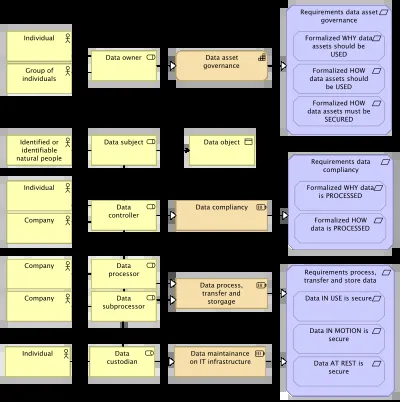 Individual
Group of
individuals
Data owner
Data asset
governance
Requirements data asset
governance
Formalized WHY data
assets should be
USED
Formalized HOW
data assets should
be USED
Formalized HOW
data assets must be
SECURED
Identified or
identifiable
natural people
Data subject
Data object
Individual
Company
Data
controller
Data compliancy
Requirements data
compliancy
Formalized WHY data
is PROCESSED
Formalized HOW
data is PROCESSED
Company
Company
Data
processor
Data
subprocessor
Data process,
transfer and
storgage
Requirements process,
transfer and store data
Data IN USE is secure
Data IN MOTION is
secure
Data AT REST is
secure
Individual
Data
custodian
Data maintainance
on IT infrastructure